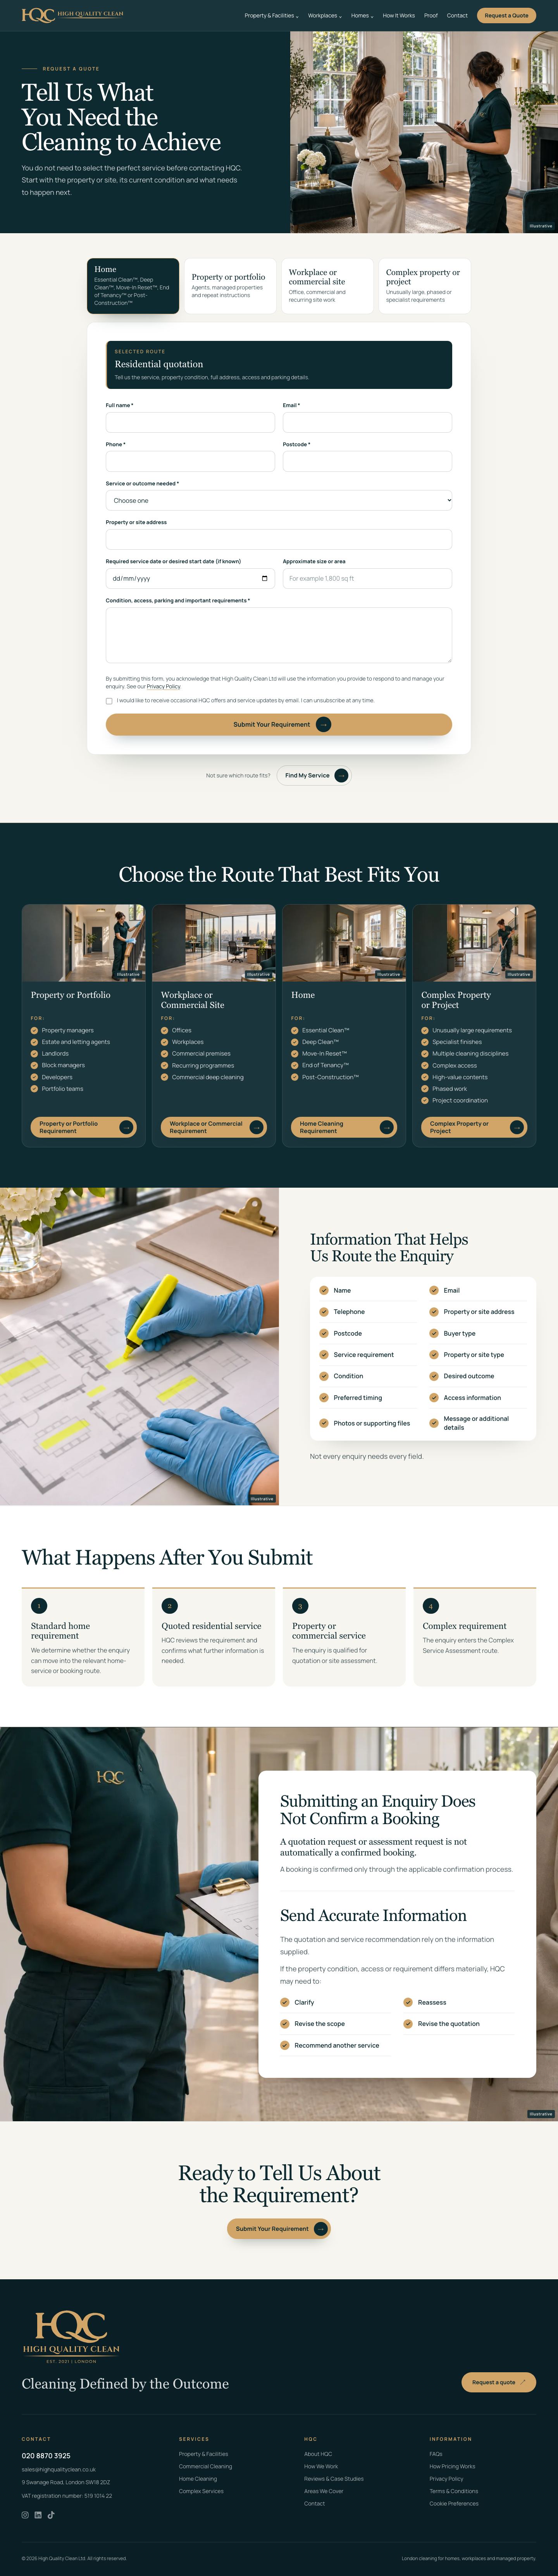 HQC HIGH QUALITY CLEAN
Property & Facilities
Workplaces
Homes
How It Works
Proof
Contact
Request a Quote
REQUEST A QUOTE
Tell Us What
You Need the
Cleaning to Achieve
You do not need to select the perfect service before contacting HQC.
Start with the property or site, its current condition and what needs
to happen next.
Illustrative
Home
Essential Clean™, Deep
Clean™, Move-In Reset™, End
of Tenancy™ or Post-
Construction™
Property or portfolio
Agents, managed properties
and repeat instructions
Workplace or
commercial site
Office, commercial and
recurring site work
Complex property or
project
Unusually large, phased or
specialist requirements
SELECTED ROUTE
Residential quotation
Tell us the service, property condition, full address, access and parking details.
Full name *
Email *
Phone *
Postcode *
Service or outcome needed *
Choose one
Property or site address
Required service date or desired start date (if known)
Approximate size or area
dd/mm/yyyy
For example 1,800 sq ft
Condition, access, parking and important requirements *
By submitting this form, you acknowledge that High Quality Clean Ltd will use the information you provide to respond to and manage your
enquiry. See our Privacy Policy
I would like to receive occasional HQC offers and service updates by email. I can unsubscribe at any time.
Submit Your Requirement →
Not sure which route fits?
Find My Service →
Choose the Route That Best Fits You
Illustrative
Property or Portfolio
FOR:
Property managers
Estate and letting agents
Landlords
Block managers
Developers
Portfolio teams
Property or Portfolio
Requirement →
Illustrative
Workplace or
Commercial Site
FOR:
Offices
Workplaces
Commercial premises
Recurring programmes
Commercial deep cleaning
Workplace or Commercial
Requirement →
Illustrative
Home
FOR:
Essential Clean™
Deep Clean™
Move-In Reset™
End of Tenancy™
Post-Construction™
Home Cleaning
Requirement →
Illustrative
Complex Property
or Project
FOR:
Unusually large requirements
Specialist finishes
Multiple cleaning disciplines
Complex access
High-value contents
Phased work
Project coordination
Complex Property or
Project →
Illustrative
Information That Helps
Us Route the Enquiry
Name
Email
Telephone
Property or site address
Postcode
Buyer type
Service requirement
Property or site type
Condition
Desired outcome
Preferred timing
Access information
Photos or supporting files
Message or additional
details
Not every enquiry needs every field.
What Happens After You Submit
1
Standard home
requirement
We determine whether the enquiry
can move into the relevant home-
service or booking route.
2
Quoted residential service
HQC reviews the requirement and
confirms what further information is
needed.
3
Property or
commercial service
The enquiry is qualified for
quotation or site assessment.
4
Complex requirement
The enquiry enters the Complex
Service Assessment route.
HQC
Submitting an Enquiry Does
Not Confirm a Booking
A quotation request or assessment request is not
automatically a confirmed booking.
A booking is confirmed only through the applicable confirmation process.
Send Accurate Information
The quotation and service recommendation rely on the information
supplied.
If the property condition, access or requirement differs materially, HQC
may need to:
Clarify
Reassess
Revise the scope
Revise the quotation
Recommend another service
Illustrative
Ready to Tell Us About
the Requirement?
Submit Your Requirement →
HQC
HIGH QUALITY CLEAN
EST. 2021 | LONDON
Cleaning Defined by the Outcome
Request a quote ↗
CONTACT
020 8870 3925
sales@highqualityclean.co.uk
9 Swanage Road, London SW18 2DZ
VAT registration number: 519 1014 22
SERVICES
Property & Facilities
Commercial Cleaning
Home Cleaning
Complex Services
HQC
About HQC
How We Work
Reviews & Case Studies
Areas We Cover
Contact
INFORMATION
FAQs
How Pricing Works
Privacy Policy
Terms & Conditions
Cookie Preferences
© 2026 High Quality Clean Ltd. All rights reserved.
London cleaning for homes, workplaces and managed property.